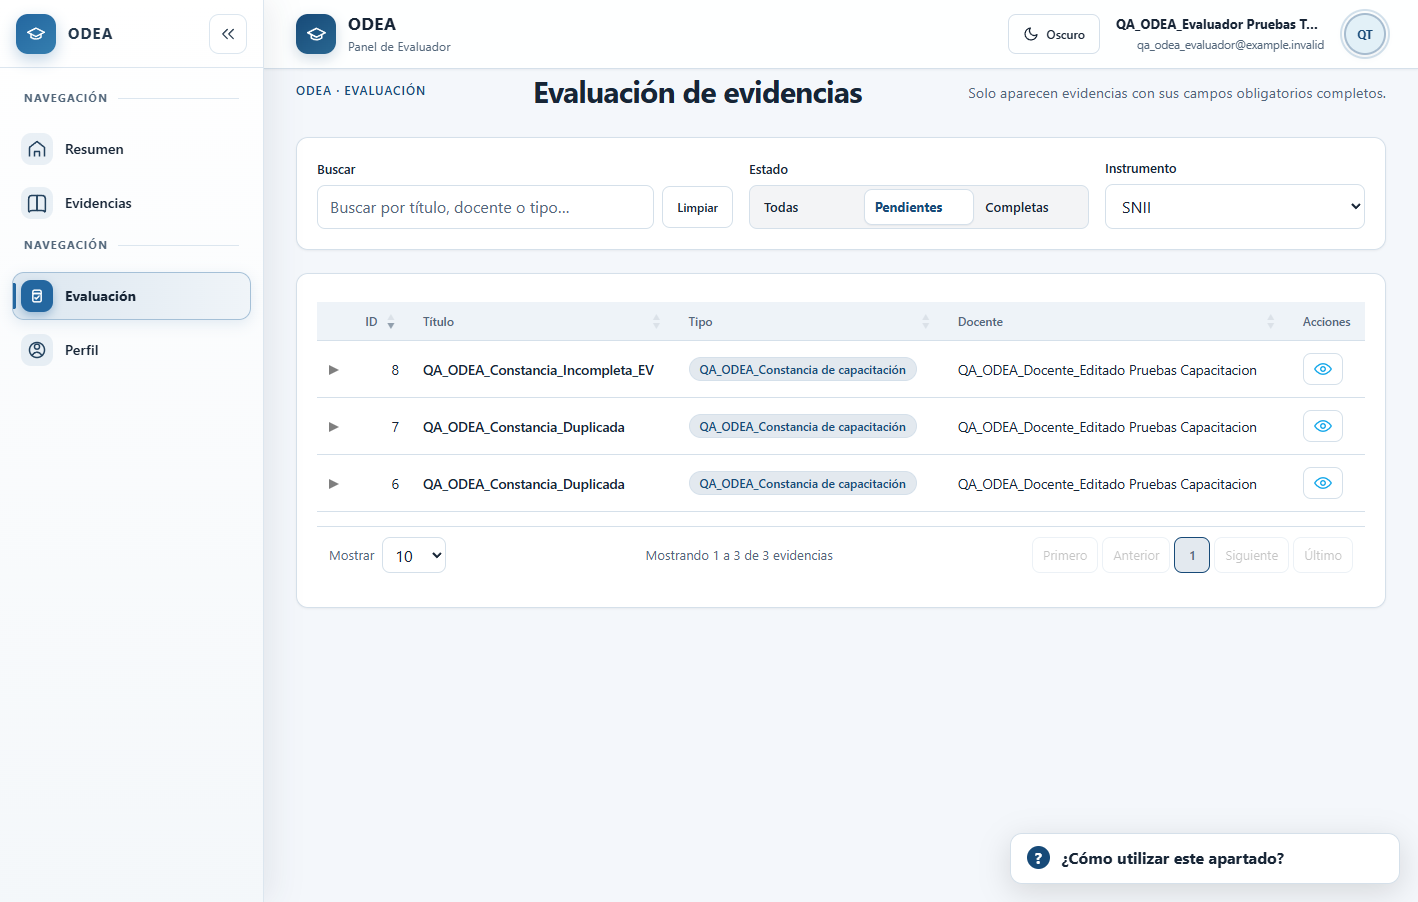 ODEA
ODEA
Panel de Evaluador
Oscuro
QA_ODEA_Evaluador Pruebas T...
qa_odea_evaluador@example.invalid
QT
NAVEGACIÓN
Resumen
Evidencias
NAVEGACIÓN
Evaluación
Perfil
ODEA · EVALUACIÓN
Evaluación de evidencias
Solo aparecen evidencias con sus campos obligatorios completos.
Buscar
Buscar por título, docente o tipo...
Limpiar
Estado
Todas
Pendientes
Completas
Instrumento
SNII
ID Título Tipo Docente Acciones
8 QA_ODEA_Constancia_Incompleta_EV QA_ODEA_Constancia de capacitación QA_ODEA_Docente_Editado Pruebas Capacitacion
7 QA_ODEA_Constancia_Duplicada QA_ODEA_Constancia de capacitación QA_ODEA_Docente_Editado Pruebas Capacitacion
6 QA_ODEA_Constancia_Duplicada QA_ODEA_Constancia de capacitación QA_ODEA_Docente_Editado Pruebas Capacitacion
Mostrar 10 Mostrando 1 a 3 de 3 evidencias Primero Anterior 1 Siguiente Último
? ¿Cómo utilizar este apartado?